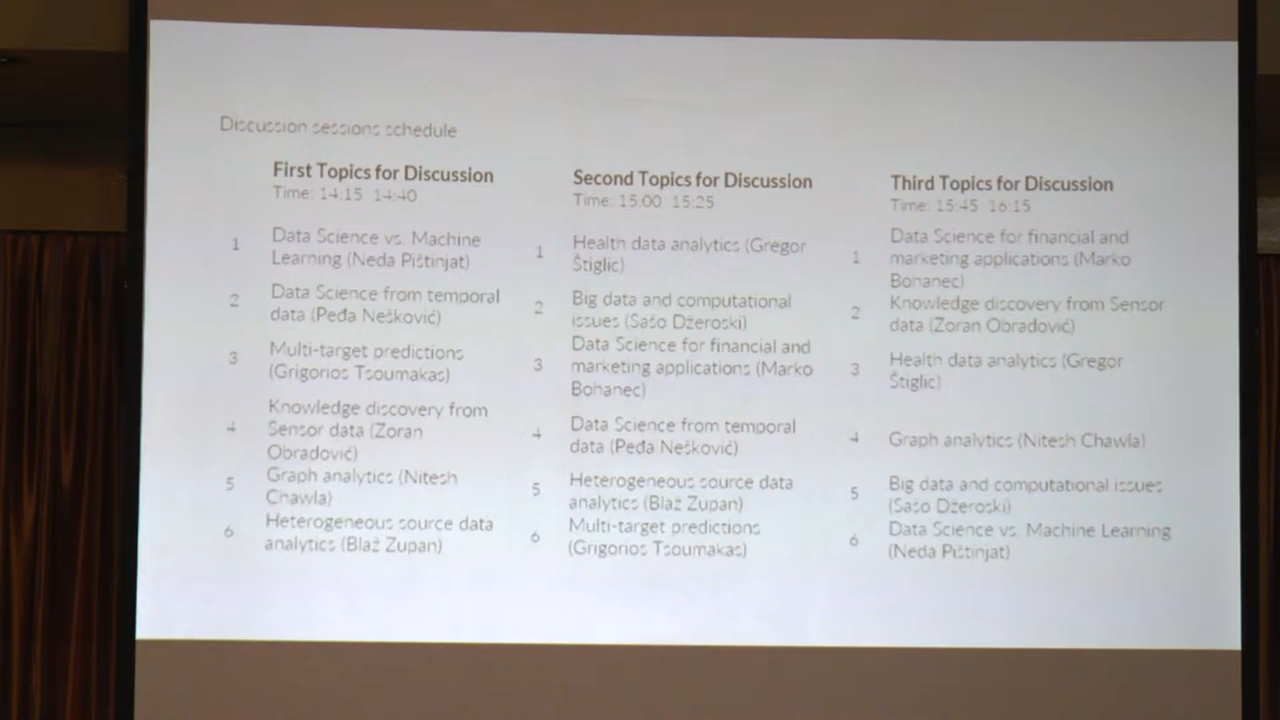 Discussion sessions schedule
First Topics for Discussion
Time: 14:15 14:40
1 Data Science vs. Machine
Learning (Neda Pištinjat)
2 Data Science from temporal
data (Peđa Nešković)
3 Multi-target predictions
(Grigorios Tsoumakas)
4 Knowledge discovery from
Sensor data (Zoran
Obradović)
5 Graph analytics (Nitesh
Chawla)
6 Heterogeneous source data
analytics (Blaž Zupan)
Second Topics for Discussion
Time: 15:00 15:25
1 Health data analytics (Gregor
Štiglic)
2 Big data and computational
issues (Sašo Džeroski)
3 Data Science for financial and
marketing applications (Marko
Bohanec)
4 Data Science from temporal
data (Peđa Nešković)
5 Heterogeneous source data
analytics (Blaž Zupan)
6 Multi-target predictions
(Grigorios Tsoumakas)
Third Topics for Discussion
Time: 15:45 16:15
1 Data Science for financial and
marketing applications (Marko
Bohanec)
2 Knowledge discovery from Sensor
data (Zoran Obradović)
3 Health data analytics (Gregor
Štiglic)
4 Graph analytics (Nitesh Chawla)
5 Big data and computational issues
(Sašo Džeroski)
6 Data Science vs. Machine Learning
(Neda Pištinjat)